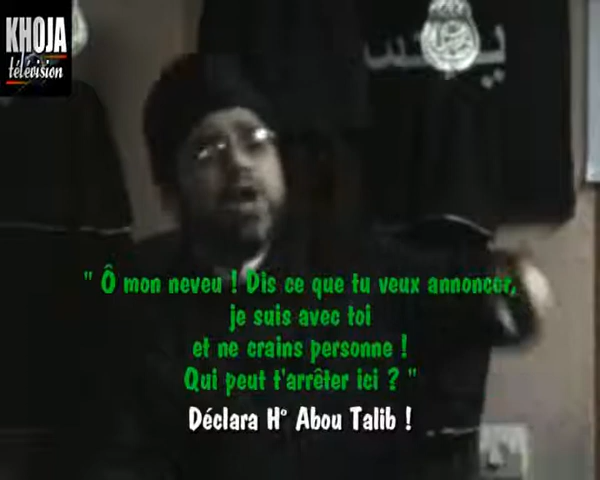 KHOJA
télévision
" Ô mon neveu ! Dis ce que tu veux annoncer,
je suis avec toi
et ne crains personne !
Qui peut t'arrêter ici ? "
Déclara H° Abou Talib !